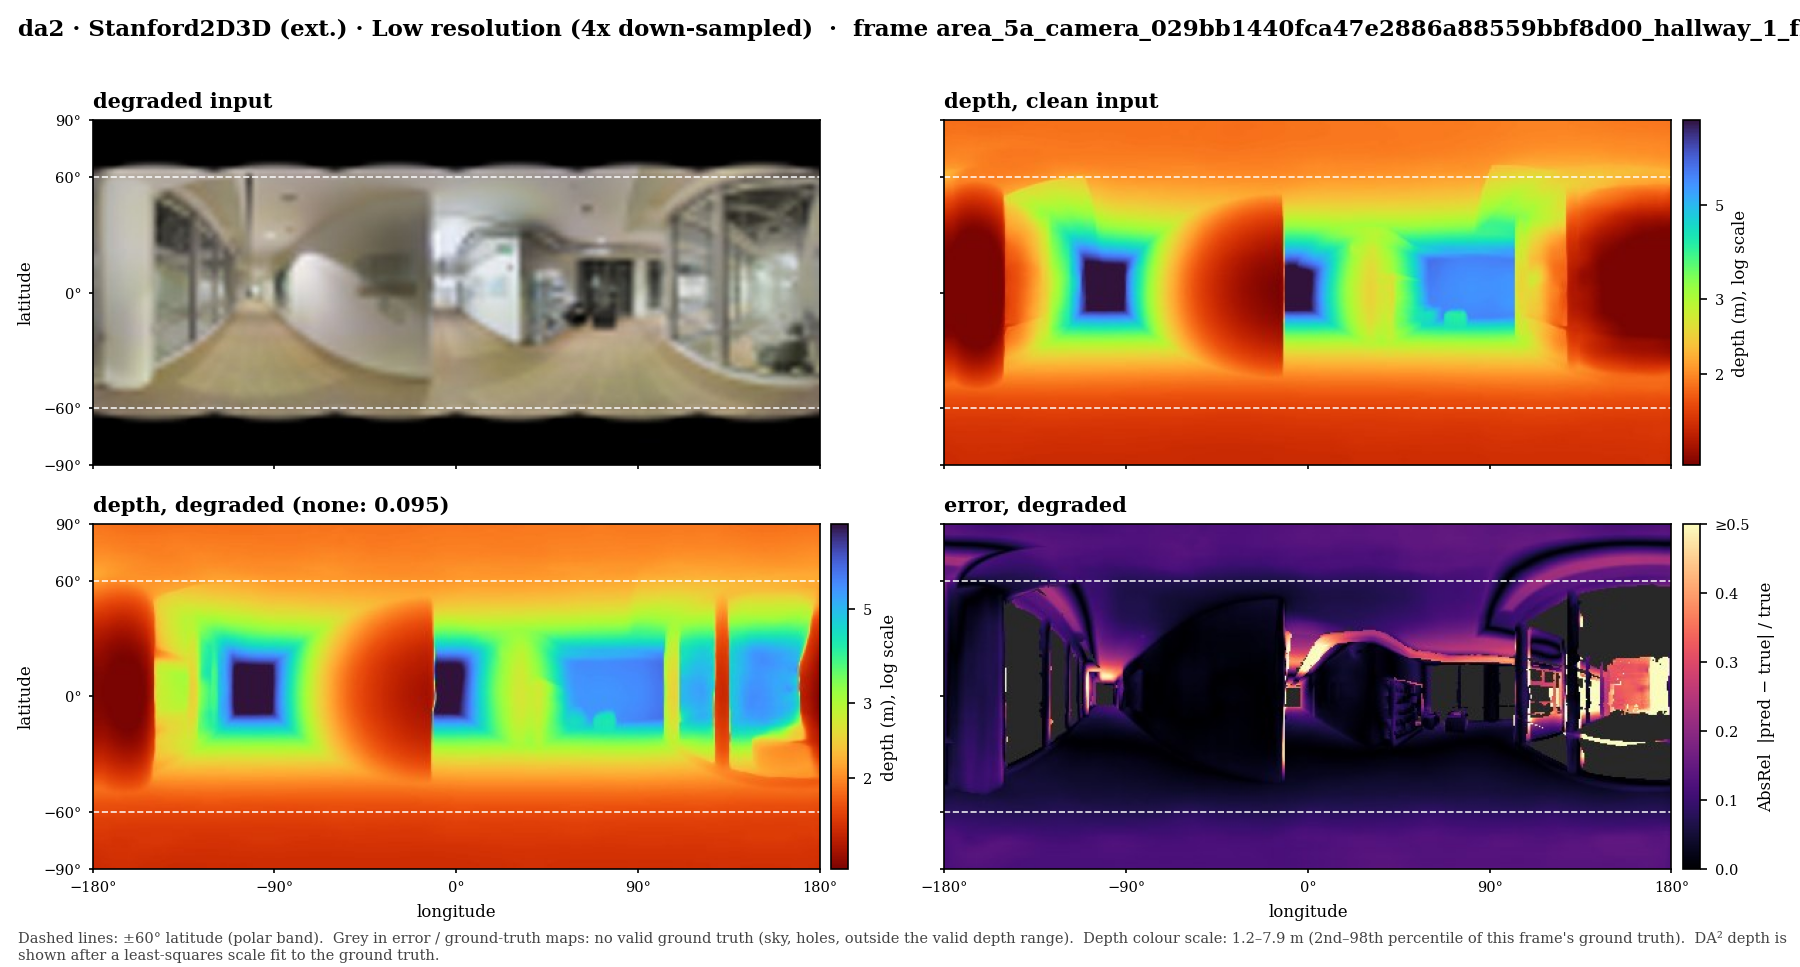 da2 · Stanford2D3D (ext.) · Low resolution (4x down-sampled) · frame area_5a_camera_029bb1440fca47e2886a88559bbf8d00_hallway_1_f
degraded input
depth, clean input
90°
60°
0°
−60°
−90°
latitude
5
3
2
depth (m), log scale
depth, degraded (none: 0.095)
error, degraded
90°
60°
0°
−60°
−90°
latitude
−180°
−90°
0°
90°
180°
longitude
5
3
2
depth (m), log scale
−180°
−90°
0°
90°
180°
longitude
≥0.5
0.4
0.3
0.2
0.1
0.0
AbsRel |pred − true| / true
Dashed lines: ±60° latitude (polar band). Grey in error / ground-truth maps: no valid ground truth (sky, holes, outside the valid depth range). Depth colour scale: 1.2–7.9 m (2nd–98th percentile of this frame's ground truth). DA² depth is
shown after a least-squares scale fit to the ground truth.